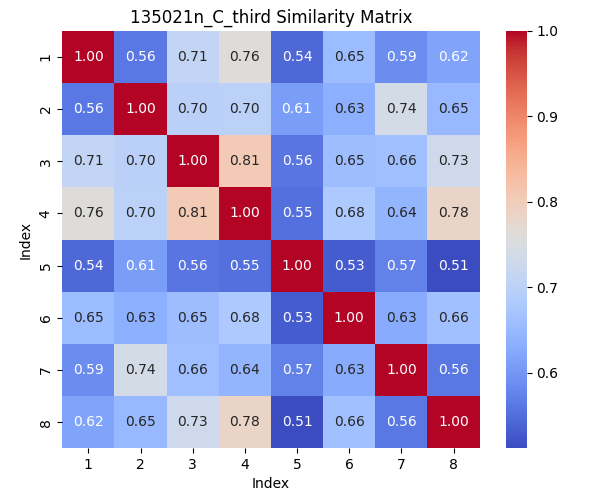 135021n_C_third Similarity Matrix
1 1.00 0.56 0.71 0.76 0.54 0.65 0.59 0.62
2 0.56 1.00 0.70 0.70 0.61 0.63 0.74 0.65
3 0.71 0.70 1.00 0.81 0.56 0.65 0.66 0.73
4 0.76 0.70 0.81 1.00 0.55 0.68 0.64 0.78
5 0.54 0.61 0.56 0.55 1.00 0.53 0.57 0.51
6 0.65 0.63 0.65 0.68 0.53 1.00 0.63 0.66
7 0.59 0.74 0.66 0.64 0.57 0.63 1.00 0.56
8 0.62 0.65 0.73 0.78 0.51 0.66 0.56 1.00
1 2 3 4 5 6 7 8
Index
Index
1.0
0.9
0.8
0.7
0.6